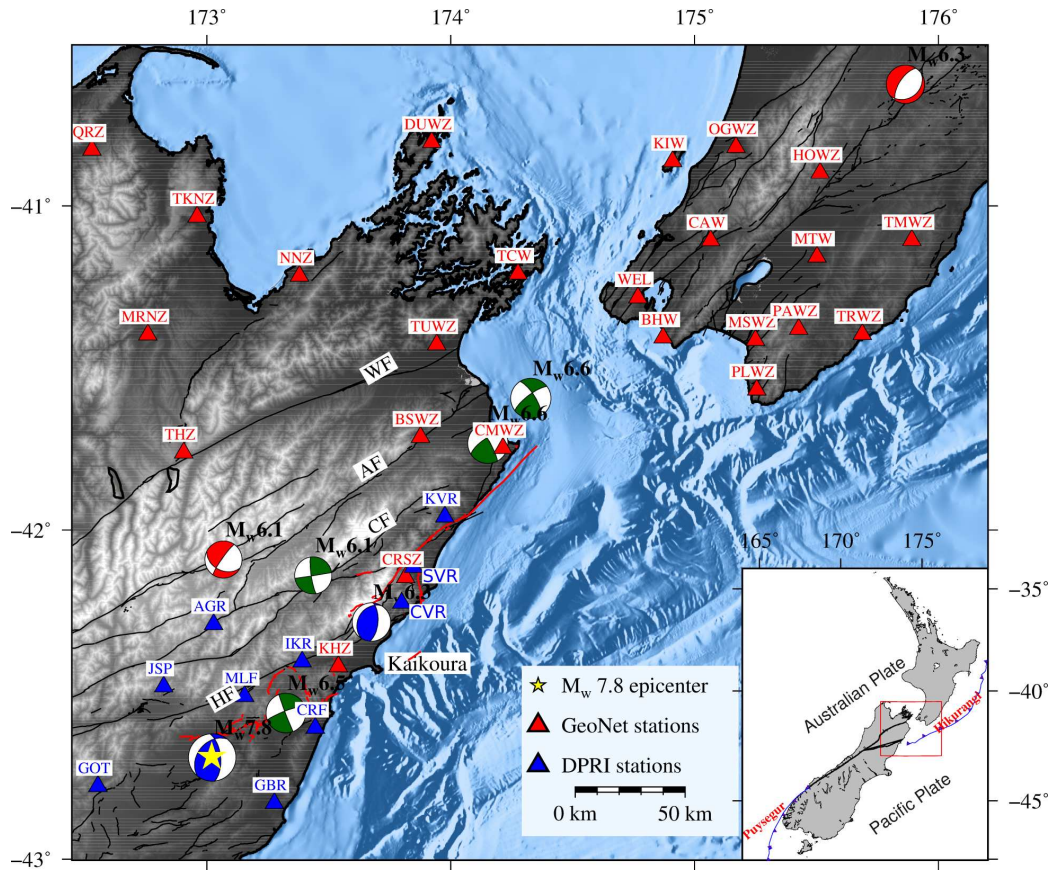 173°
174°
175°
176°
Mw6.3
DUWZ
QRZ
KIW
OGWZ
HOWZ
−41°
TKNZ
CAW
MTW
TMWZ
NNZ
TCW
WEL
MRNZ
TUWZ
BHW
MSWZ
PAWZ
TRWZ
WF
PLWZ
Mw6.6
Mw6.6
BSWZ
CMWZ
THZ
AF
KVR
−42°
CF
Mw6.1
Mw6.1
165°
170°
175°
CRSZ
SVR
Mw6.3
CVR
−35°
AGR
IKR
KHZ
Kaikoura
JSP
MLF
HF
Mw6.5
CRF
Mw7.8
GOT
GBR
Mw 7.8 epicenter
GeoNet stations
DPRI stations
0 km
50 km
−40°
Australian Plate
Hikurangi
Puysegur
Pacific Plate
−45°
−43°